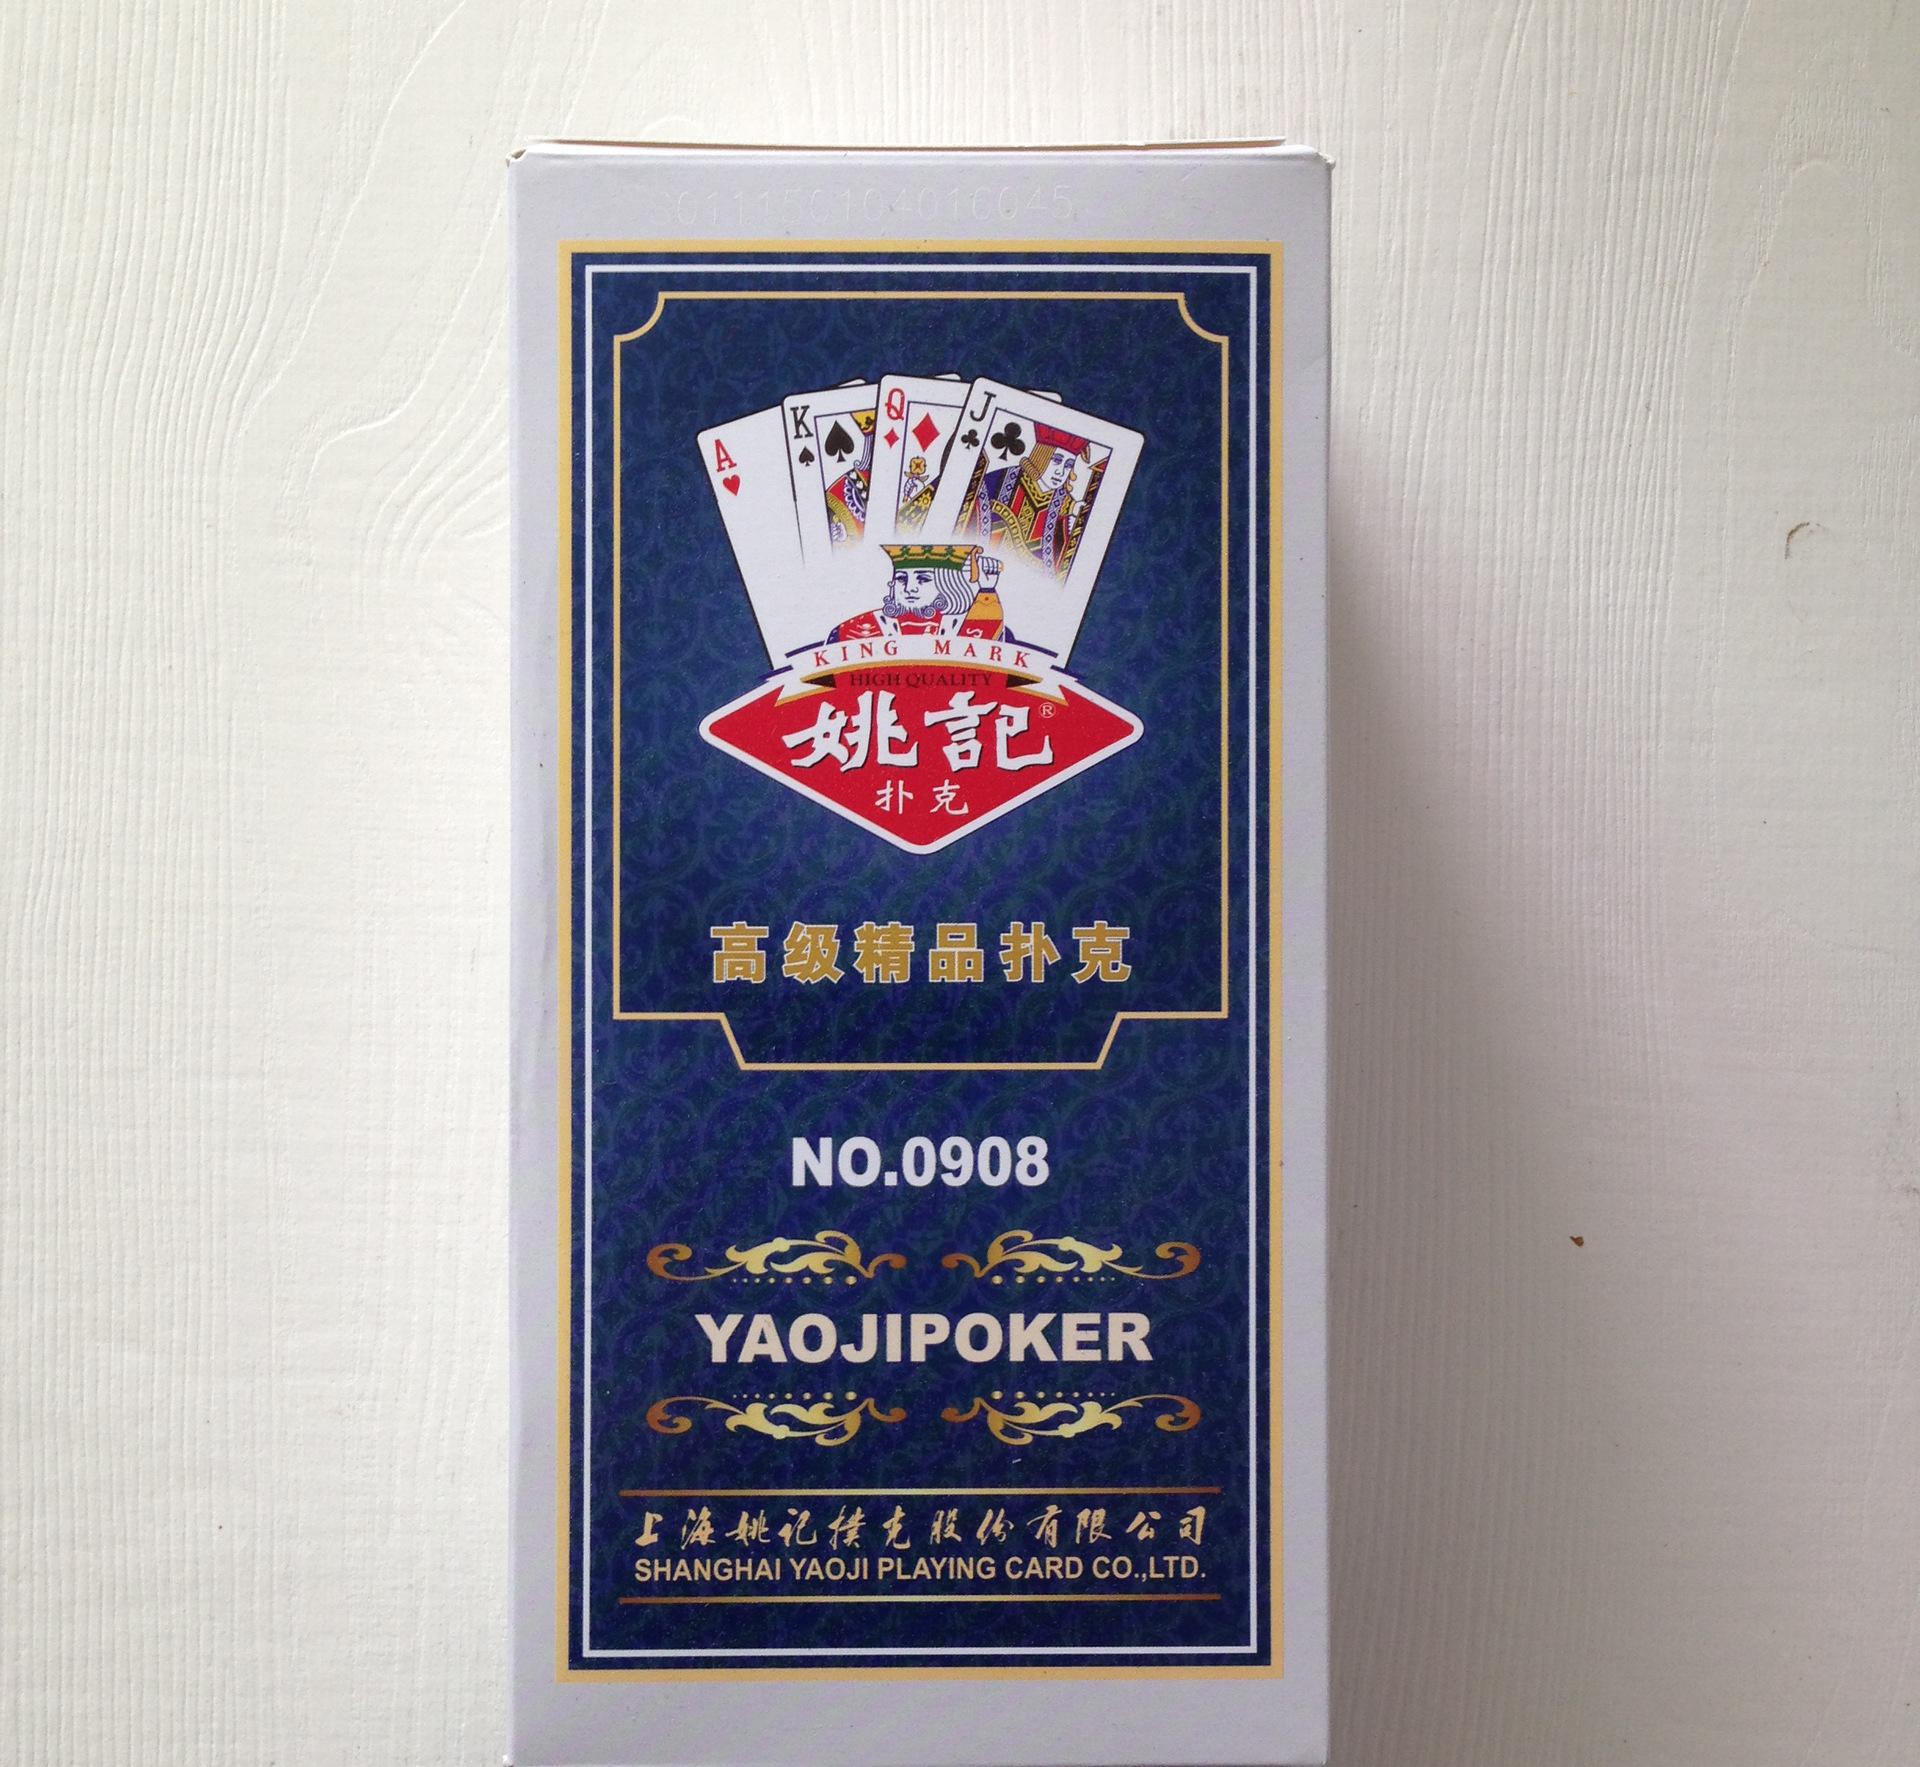 A
K
Q
J
KING MARK
HIGH QUALITY
姚記®
扑克
高级精品扑克
NO.0908
YAOJIPOKER
上海姚记撲克股份有限公司
SHANGHAI YAOJI PLAYING CARD CO.,LTD.